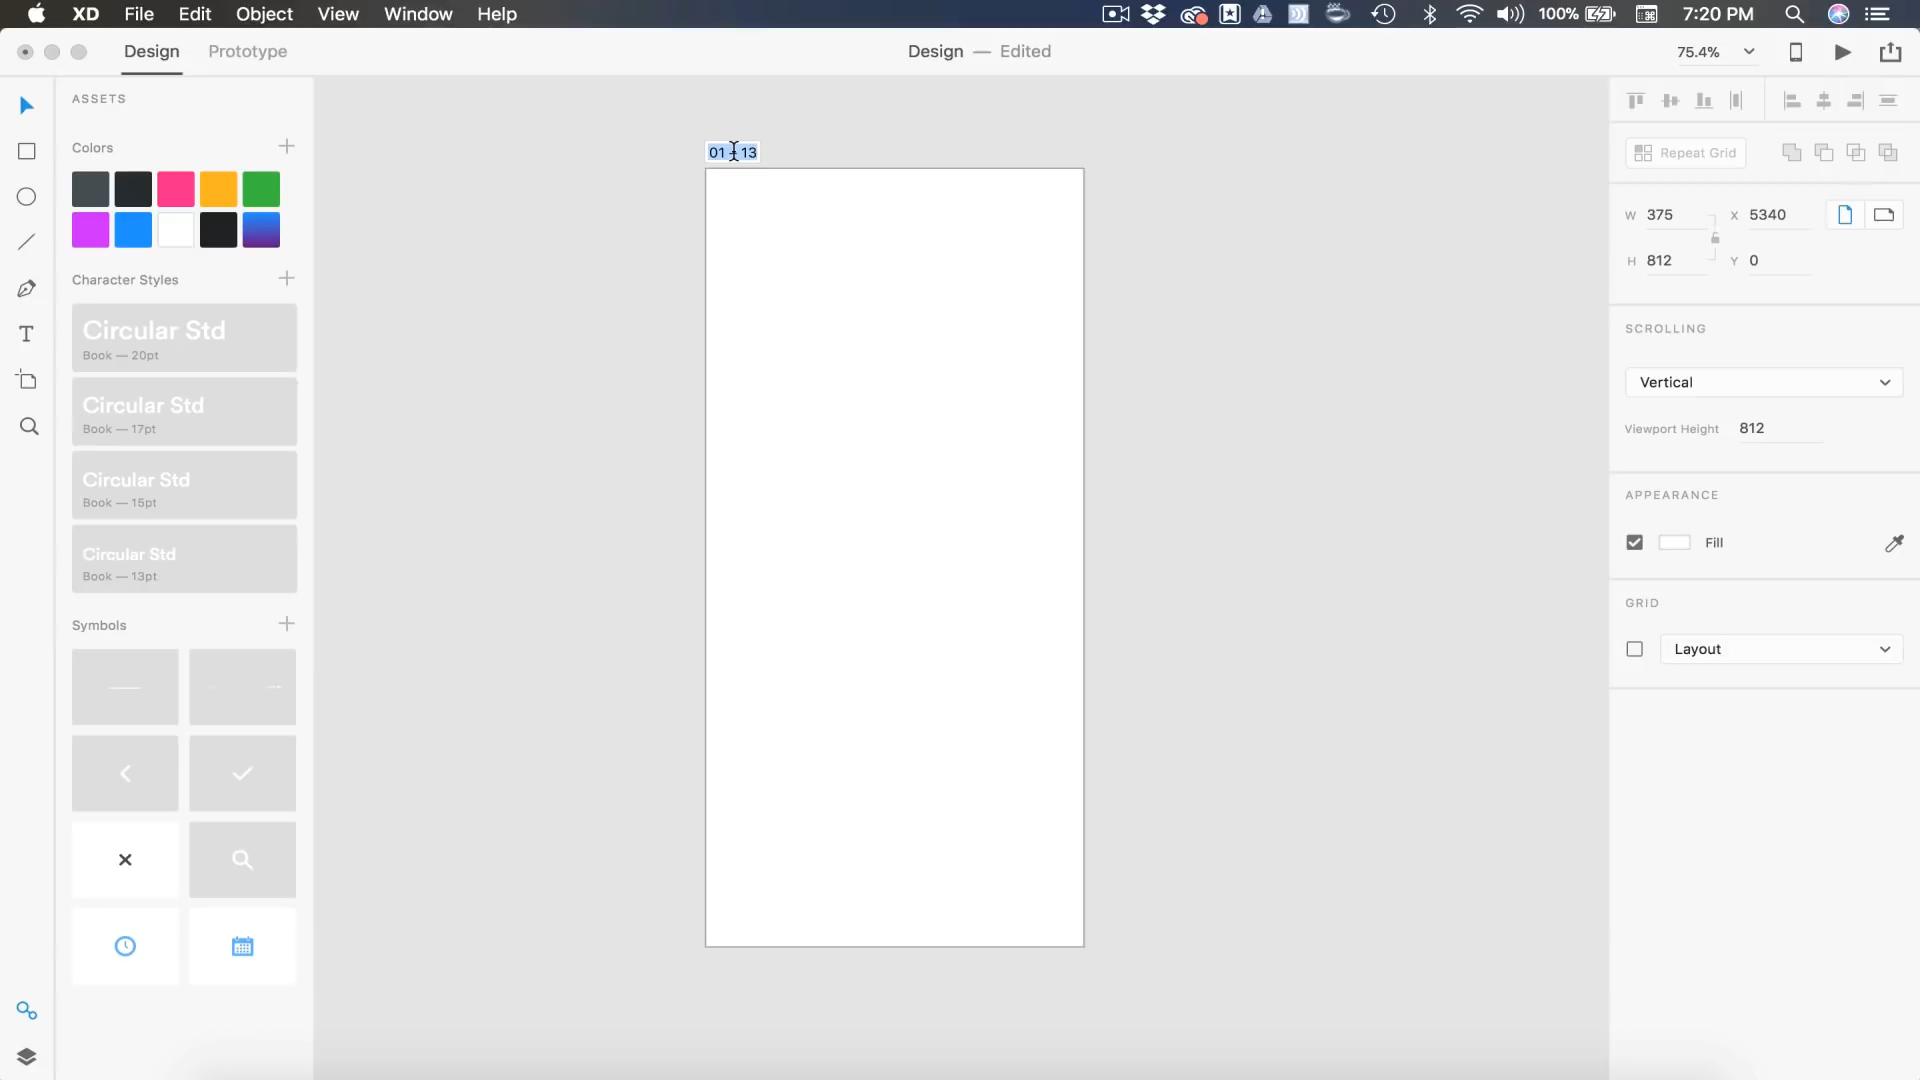 XD File Edit Object View Window Help 100% 7:20 PM
Design Prototype Design — Edited 75.4%
ASSETS
Colors
Character Styles
Circular Std
Book — 20pt
Circular Std
Book — 17pt
Circular Std
Book — 15pt
Circular Std
Book — 13pt
Symbols
01 – 13
Repeat Grid
W 375 X 5340
H 812 Y 0
SCROLLING
Vertical
Viewport Height 812
APPEARANCE
Fill
GRID
Layout